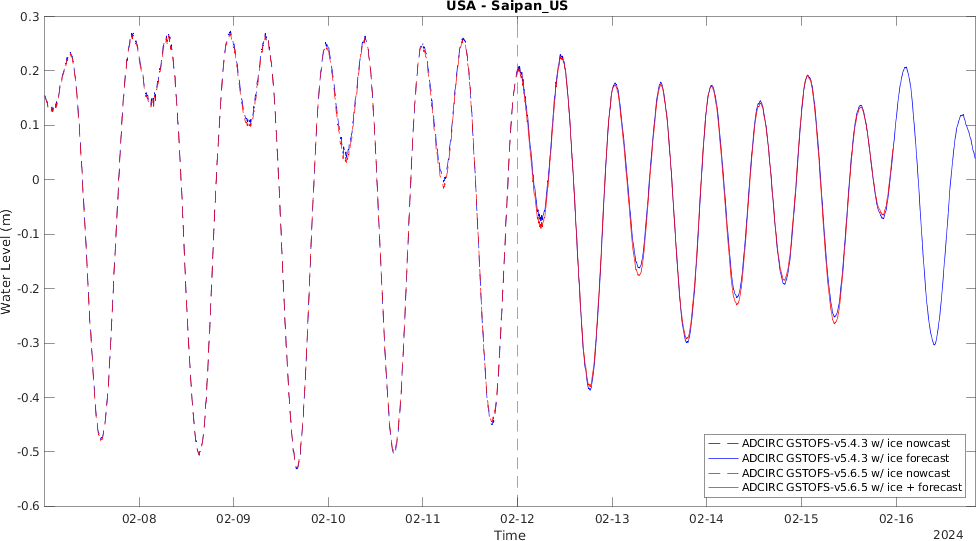 USA - Saipan_US
0.3
0.2
0.1
0
-0.1
-0.2
-0.3
-0.4
-0.5
-0.6
Water Level (m)
02-08 02-09 02-10 02-11 02-12 02-13 02-14 02-15 02-16
Time
2024
ADCIRC GSTOFS-v5.4.3 w/ ice nowcast
ADCIRC GSTOFS-v5.4.3 w/ ice forecast
ADCIRC GSTOFS-v5.6.5 w/ ice nowcast
ADCIRC GSTOFS-v5.6.5 w/ ice + forecast